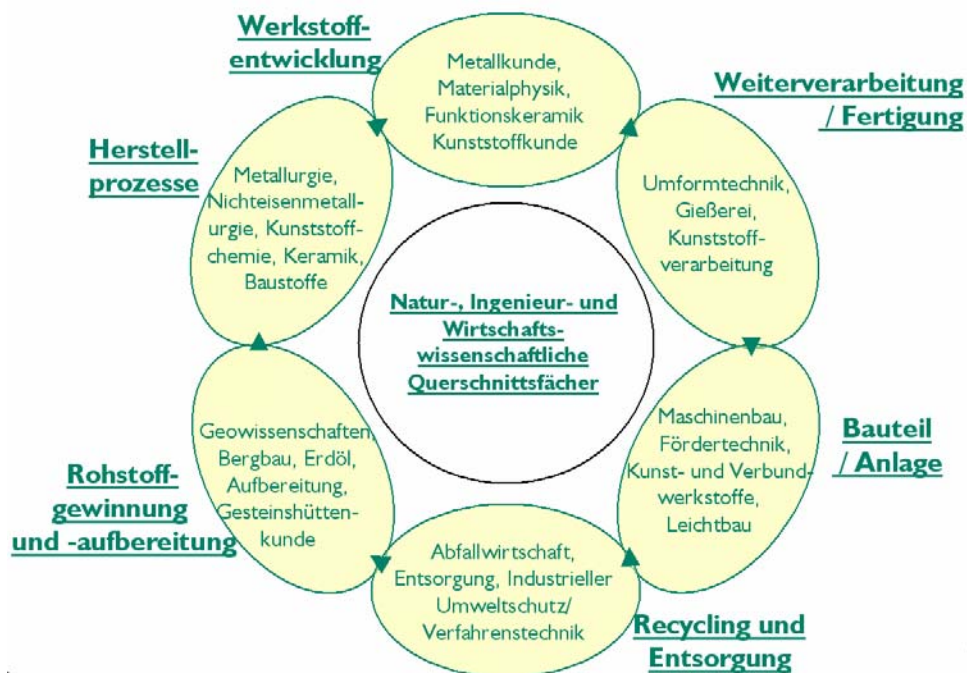 Werkstoff-
entwicklung
Metallkunde,
Materialphysik,
Funktionskeramik
Kunststoffkunde
Weiterverarbeitung
/ Fertigung
Umformtechnik,
Gießerei,
Kunststoff-
verarbeitung
Herstell-
prozesse
Metallurgie,
Nichteisenmetall-
urgie, Kunststoff-
chemie, Keramik,
Baustoffe
Natur-, Ingenieur- und
Wirtschafts-
wissenschaftliche
Querschnittsfächer
Maschinenbau,
Fördertechnik,
Kunst- und Verbund-
werkstoffe,
Leichtbau
Bauteil
/ Anlage
Geowissenschaften,
Bergbau, Erdöl,
Aufbereitung,
Gesteinshütten-
kunde
Rohstoff-
gewinnung
und -aufbereitung
Abfallwirtschaft,
Entsorgung, Industrieller
Umweltschutz/
Verfahrenstechnik
Recycling und
Entsorgung